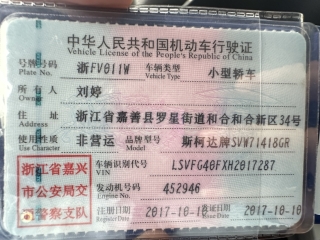 中华人民共和国机动车行驶证
Vehicle License of the People's Republic of China
号牌号码 浙FV011W 车辆类型 小型轿车
Plate No. Vehicle Type
所有人 刘婷
Owner
住址 浙江省嘉善县罗星街道和合和合新区34号
Address
使用性质 非营运 品牌型号 斯柯达牌SVW71418GR
Use Character Model
浙江省嘉兴 车辆识别代号 LSVFG40FXH2017287
VIN
市公安局交 发动机号码 452946
Engine No.
警察支队 注册日期 2017-10-1 发证日期 2017-10-1
Register Date Issue Date